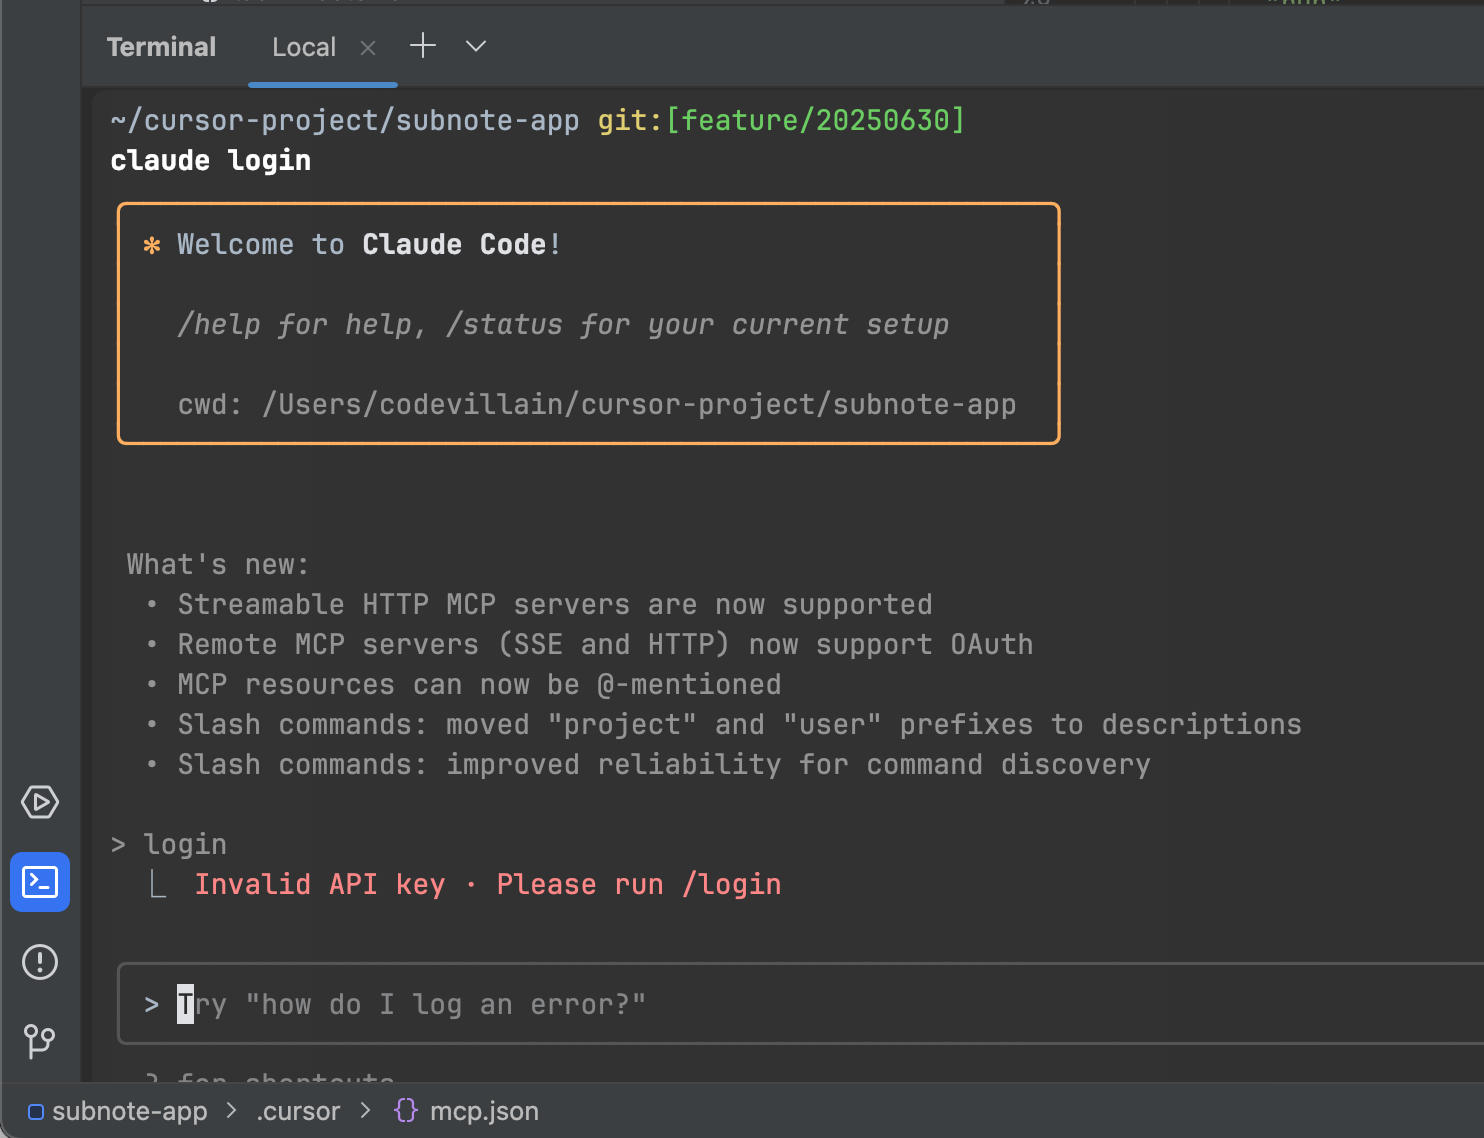 Terminal Local
~/cursor-project/subnote-app git:[feature/20250630]
claude login
✻ Welcome to Claude Code!
/help for help, /status for your current setup
cwd: /Users/codevillain/cursor-project/subnote-app
What's new:
• Streamable HTTP MCP servers are now supported
• Remote MCP servers (SSE and HTTP) now support OAuth
• MCP resources can now be @-mentioned
• Slash commands: moved "project" and "user" prefixes to descriptions
• Slash commands: improved reliability for command discovery
> login
⎿ Invalid API key · Please run /login
> Try "how do I log an error?"
? for shortcuts
subnote-app > .cursor > {} mcp.json